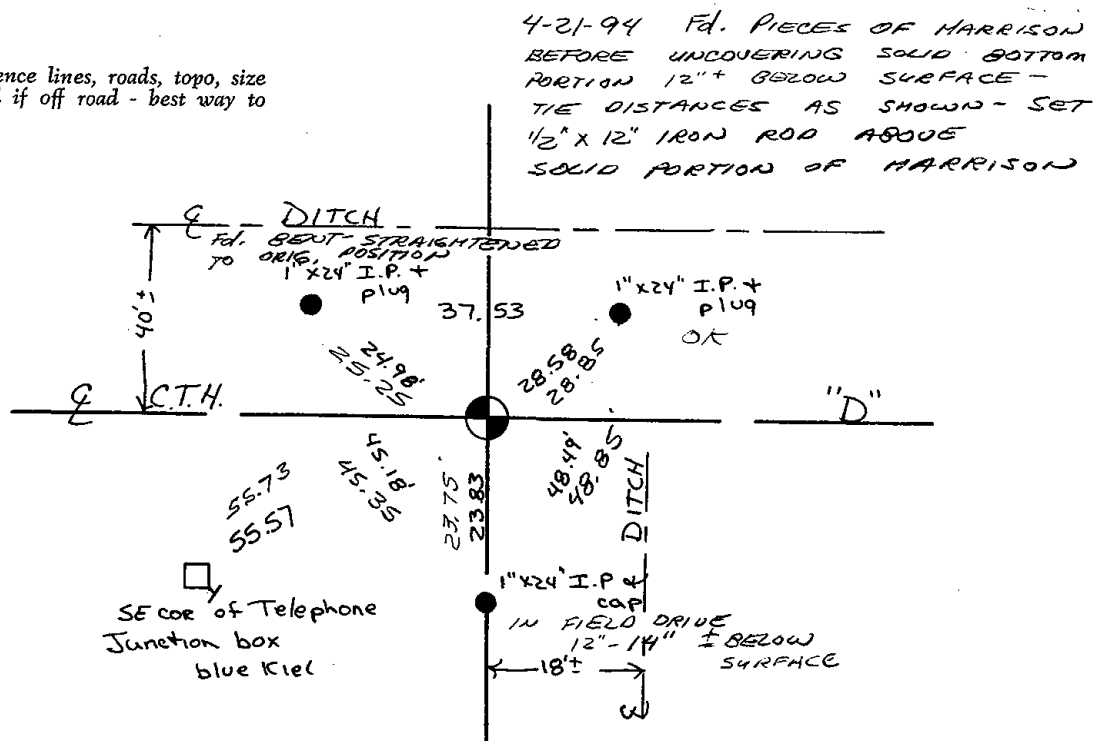 4-21-94 Fd. PIECES OF HARRISON
BEFORE UNCOVERING SOLID BOTTOM
PORTION 12"± BELOW SURFACE -
TIE DISTANCES AS SHOWN - SET
1/2" X 12" IRON ROD ABOVE
SOLID PORTION OF HARRISON
ence lines, roads, topo, size
if off road - best way to
℄ DITCH
Fd. BENT - STRAIGHTENED
TO ORIG. POSITION
1" x24" I.P. +
plug
37.53
1" x24" I.P. +
plug
OK
40'±
24.98'
25.25
28.58
28.85
℄ C.T.H. "D"
45.18'
45.35
48.49'
48.85
55.73
55.57
23.75
23.83
DITCH
SE cor of Telephone
Junction box
blue Kiel
1" x24" I.P &
cap
IN FIELD DRIVE
12"-14" ± BELOW
SURFACE
18'±
℄